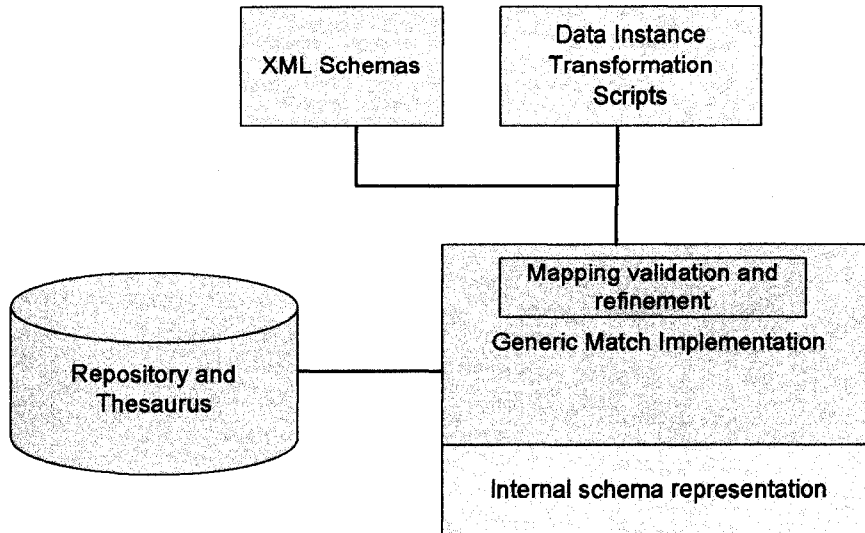 XML Schemas
Data Instance
Transformation
Scripts
Mapping validation and
refinement
Generic Match Implementation
Repository and
Thesaurus
Internal schema representation